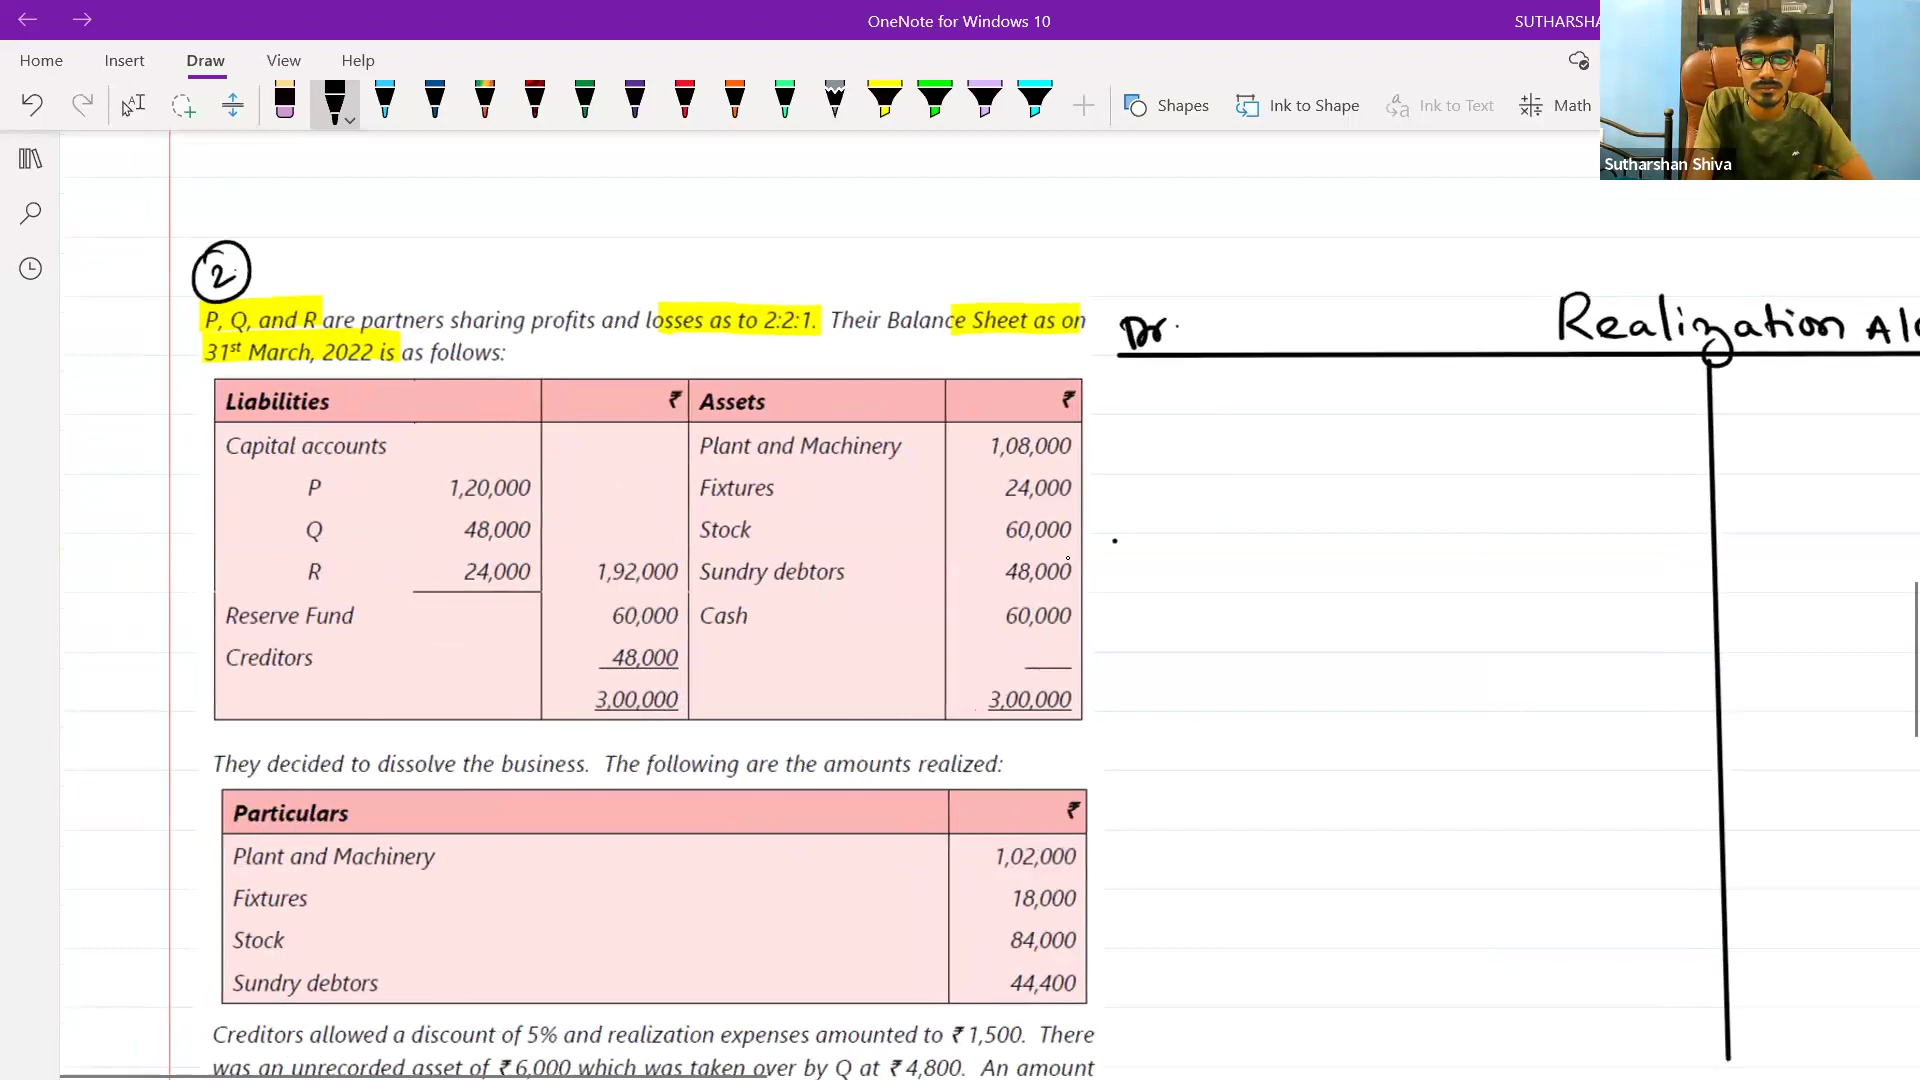 OneNote for Windows 10
SUTHARSHA
Home Insert Draw View Help
Shapes Ink to Shape Ink to Text Math
Sutharshan Shiva
2
P, Q, and R are partners sharing profits and losses as to 2:2:1. Their Balance Sheet as on
31st March, 2022 is as follows:
Dr.
Realization A/c
Liabilities ₹ Assets ₹
Capital accounts Plant and Machinery 1,08,000
P 1,20,000 Fixtures 24,000
Q 48,000 Stock 60,000
R 24,000 1,92,000 Sundry debtors 48,000
Reserve Fund 60,000 Cash 60,000
Creditors 48,000
3,00,000 3,00,000
They decided to dissolve the business. The following are the amounts realized:
Particulars ₹
Plant and Machinery 1,02,000
Fixtures 18,000
Stock 84,000
Sundry debtors 44,400
Creditors allowed a discount of 5% and realization expenses amounted to ₹ 1,500. There
was an unrecorded asset of ₹ 6,000 which was taken over by Q at ₹ 4,800. An amount